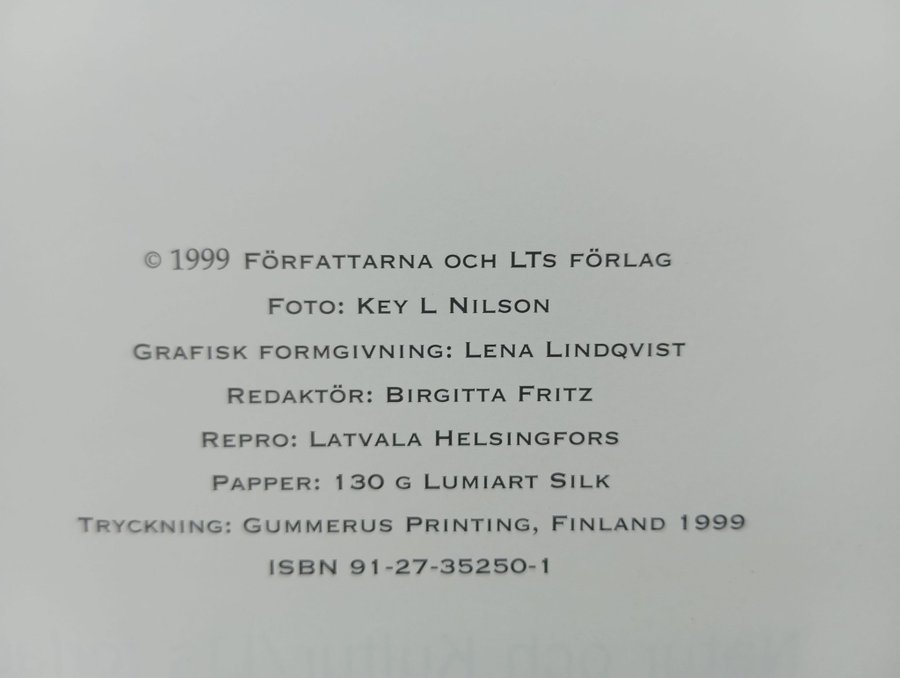 © 1999 Författarna och LTs förlag
Foto: Key L Nilson
Grafisk formgivning: Lena Lindqvist
Redaktör: Birgitta Fritz
Repro: Latvala Helsingfors
Papper: 130 g Lumiart Silk
Tryckning: Gummerus Printing, Finland 1999
ISBN 91-27-35250-1